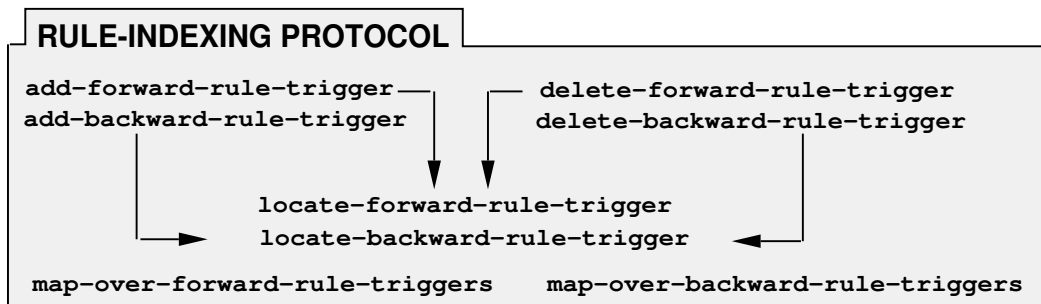 RULE-INDEXING PROTOCOL
add-forward-rule-trigger
delete-forward-rule-trigger
add-backward-rule-trigger
delete-backward-rule-trigger
locate-forward-rule-trigger
locate-backward-rule-trigger
map-over-forward-rule-triggers
map-over-backward-rule-triggers